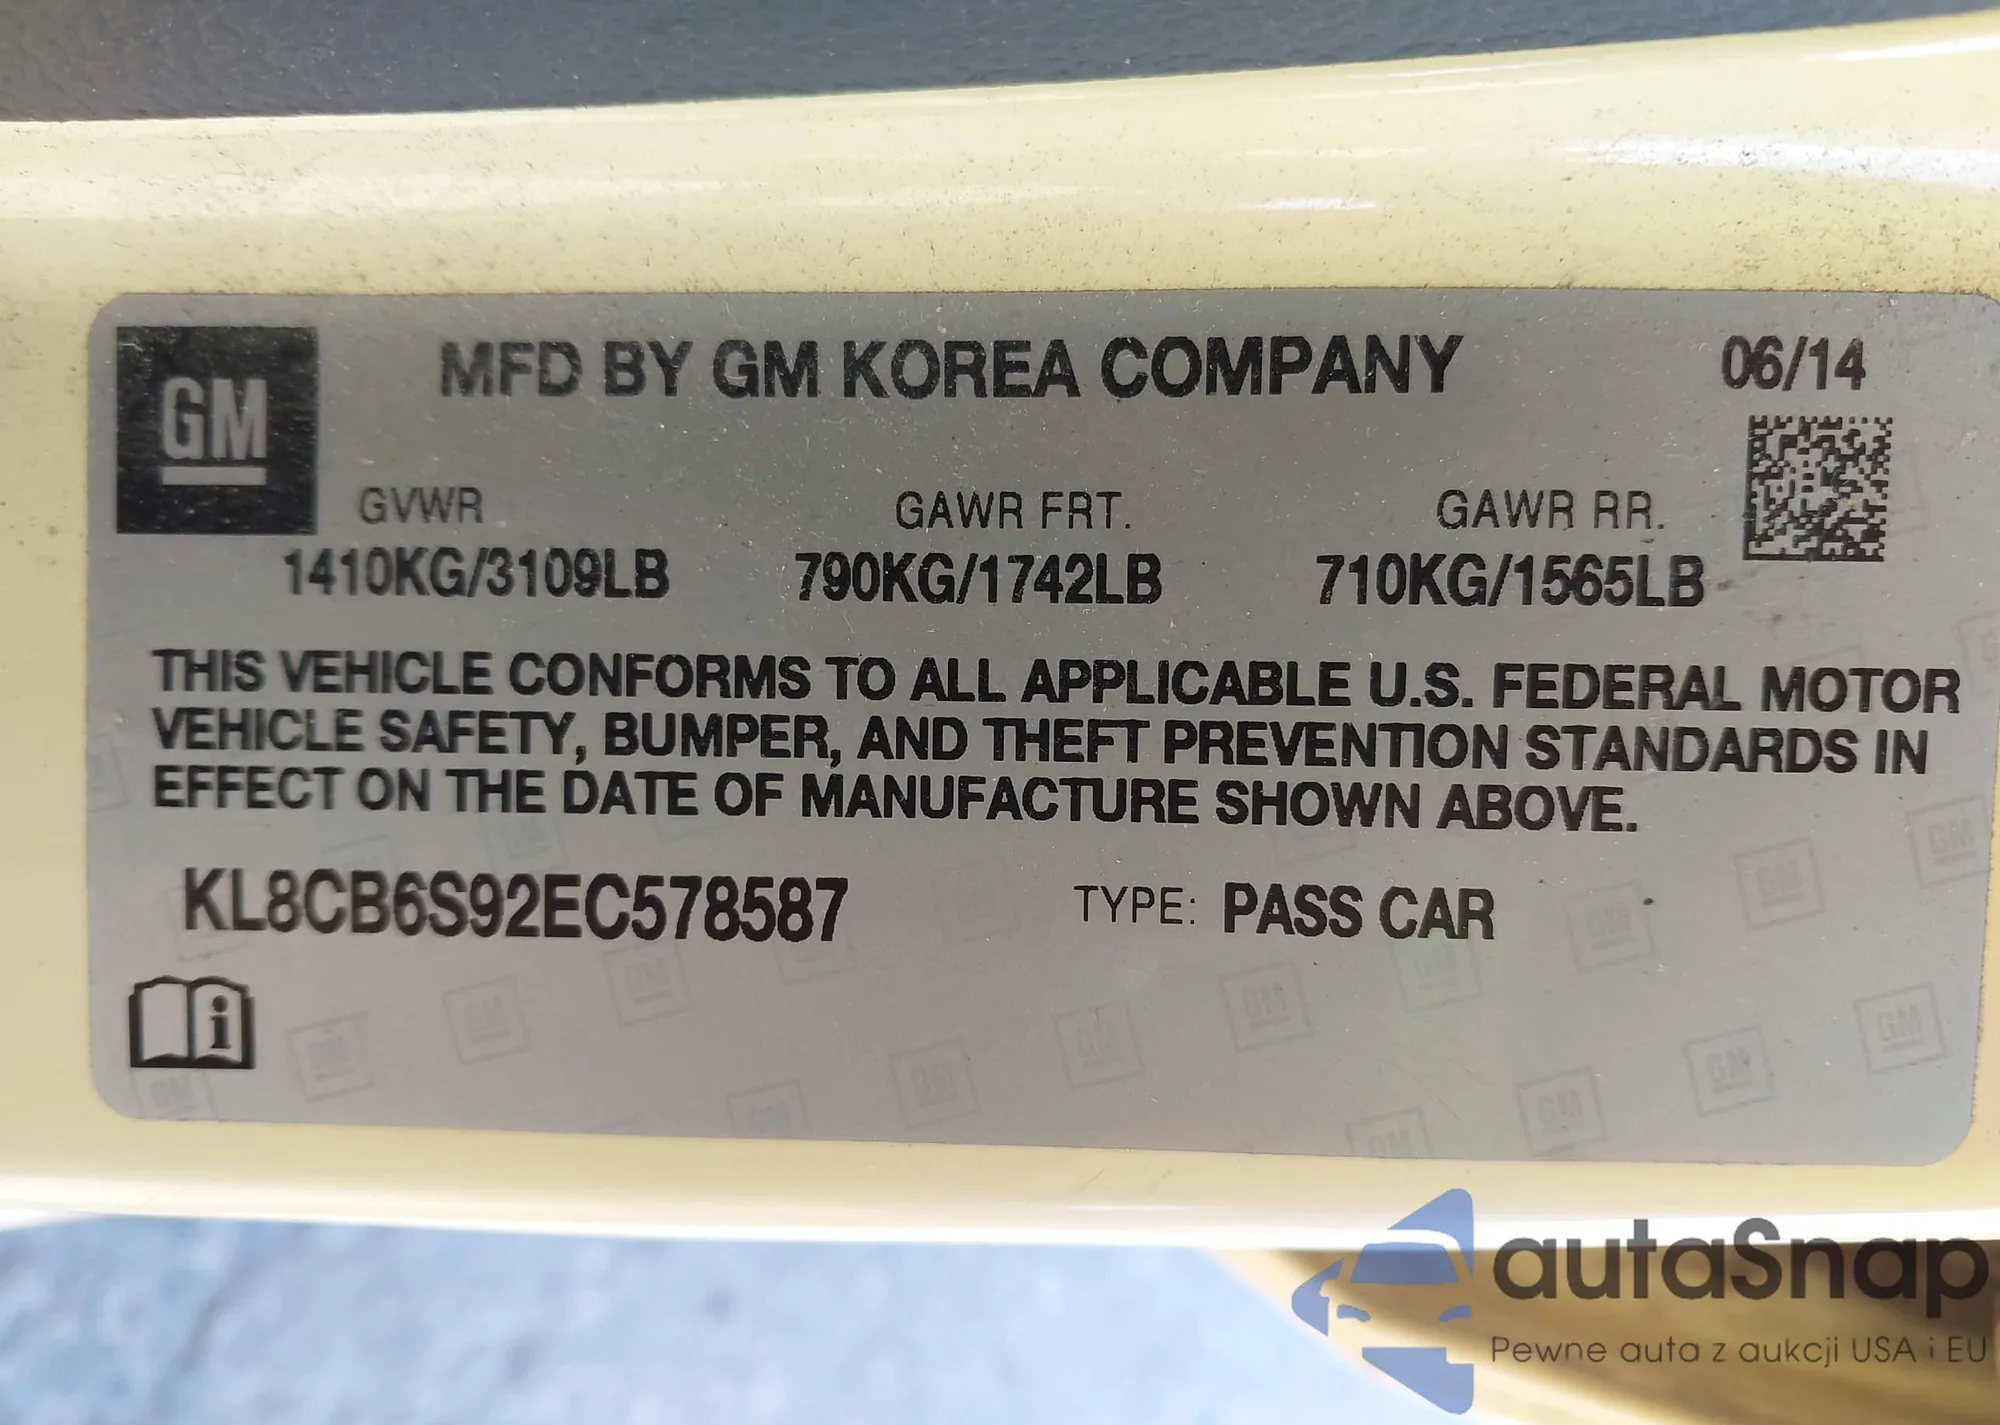 GM
MFD BY GM KOREA COMPANY 06/14
GVWR GAWR FRT. GAWR RR.
1410KG/3109LB 790KG/1742LB 710KG/1565LB
THIS VEHICLE CONFORMS TO ALL APPLICABLE U.S. FEDERAL MOTOR
VEHICLE SAFETY, BUMPER, AND THEFT PREVENTION STANDARDS IN
EFFECT ON THE DATE OF MANUFACTURE SHOWN ABOVE.
KL8CB6S92EC578587 TYPE: PASS CAR
i
autaSnap
Pewne auta z aukcji USA i EU